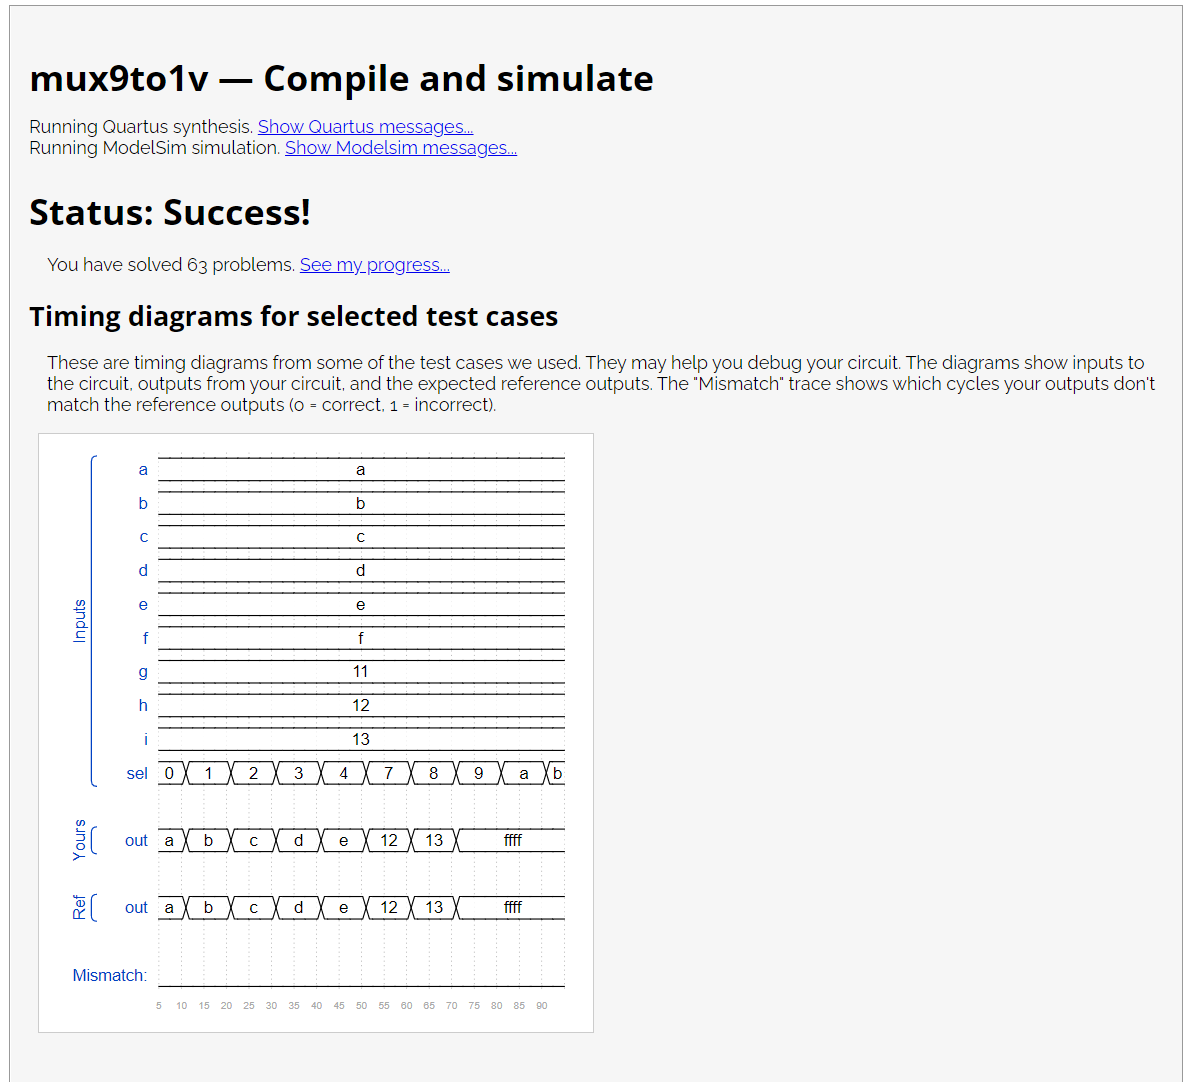 mux9to1v — Compile and simulate
Running Quartus synthesis. Show Quartus messages...
Running ModelSim simulation. Show Modelsim messages...
Status: Success!
You have solved 63 problems. See my progress...
Timing diagrams for selected test cases
These are timing diagrams from some of the test cases we used. They may help you debug your circuit. The diagrams show inputs to
the circuit, outputs from your circuit, and the expected reference outputs. The "Mismatch" trace shows which cycles your outputs don't
match the reference outputs (0 = correct, 1 = incorrect).
Inputs
a a
b b
c c
d d
e e
f f
g 11
h 12
i 13
sel 0 1 2 3 4 7 8 9 a b
Yours
out a b c d e 12 13 ffff
Ref
out a b c d e 12 13 ffff
Mismatch:
5 10 15 20 25 30 35 40 45 50 55 60 65 70 75 80 85 90